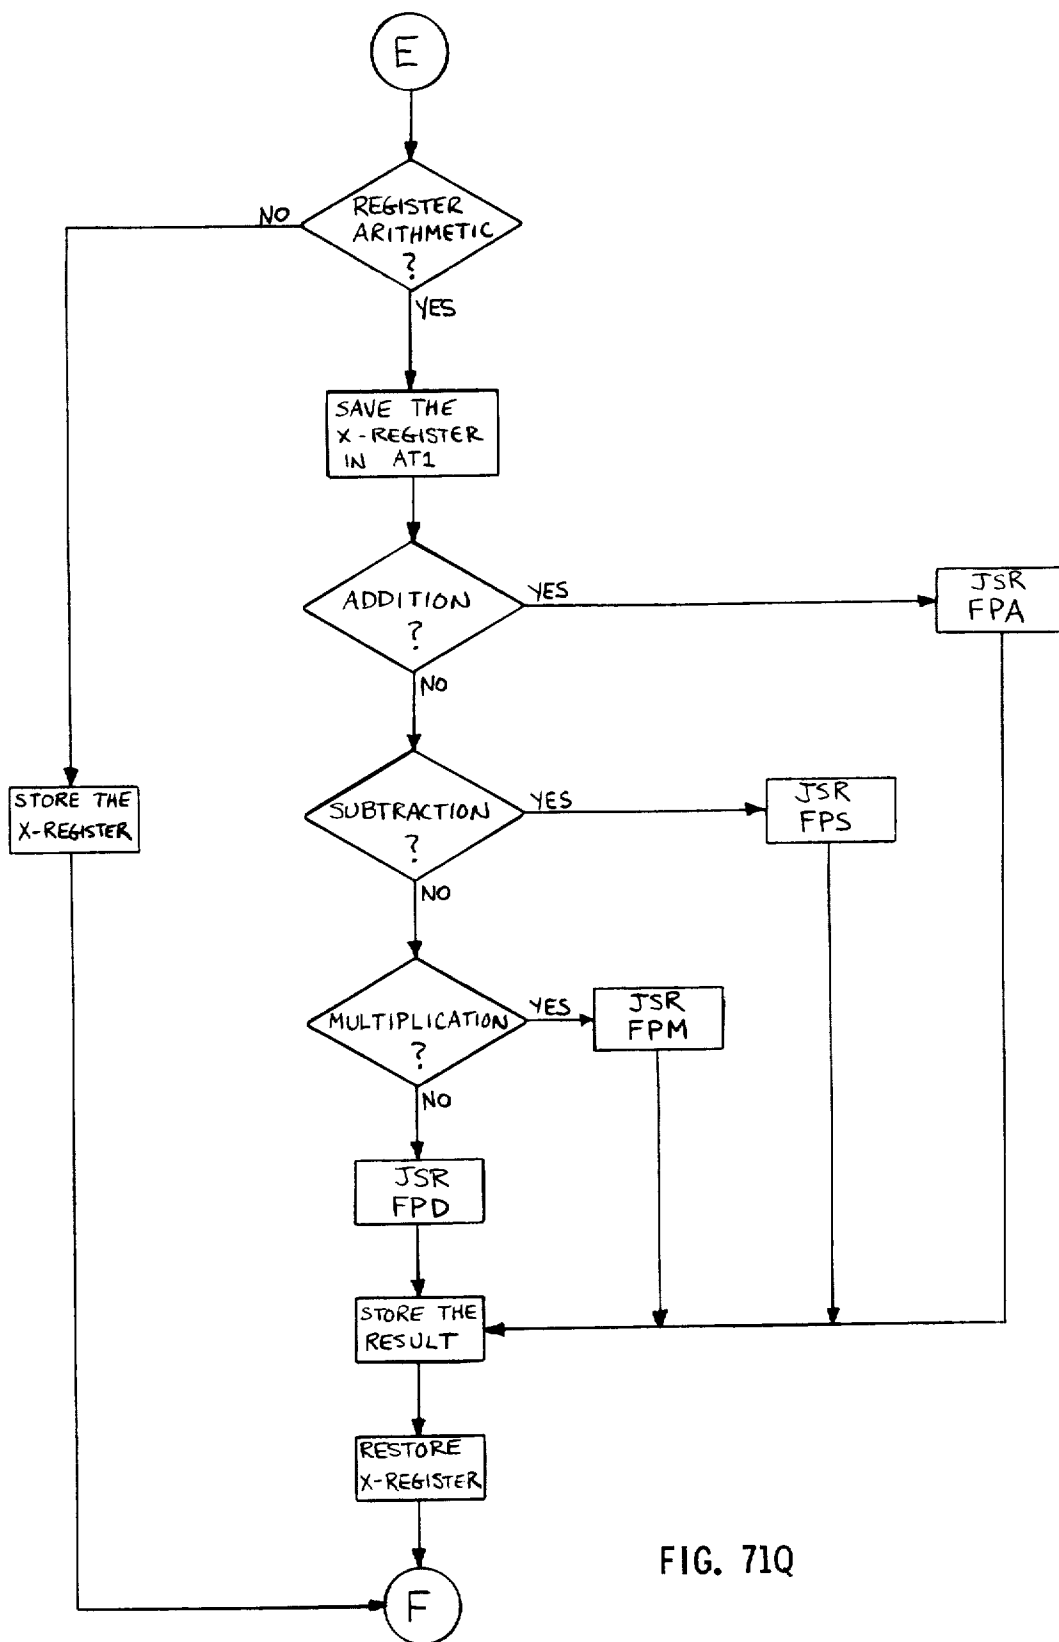 E
REGISTER
ARITHMETIC
?
NO
YES
SAVE THE
X-REGISTER
IN AT1
ADDITION
?
YES
JSR
FPA
NO
STORE THE
X-REGISTER
SUBTRACTION
?
YES
JSR
FPS
NO
MULTIPLICATION
?
YES
JSR
FPM
NO
JSR
FPD
STORE THE
RESULT
RESTORE
X-REGISTER
F
FIG. 71Q